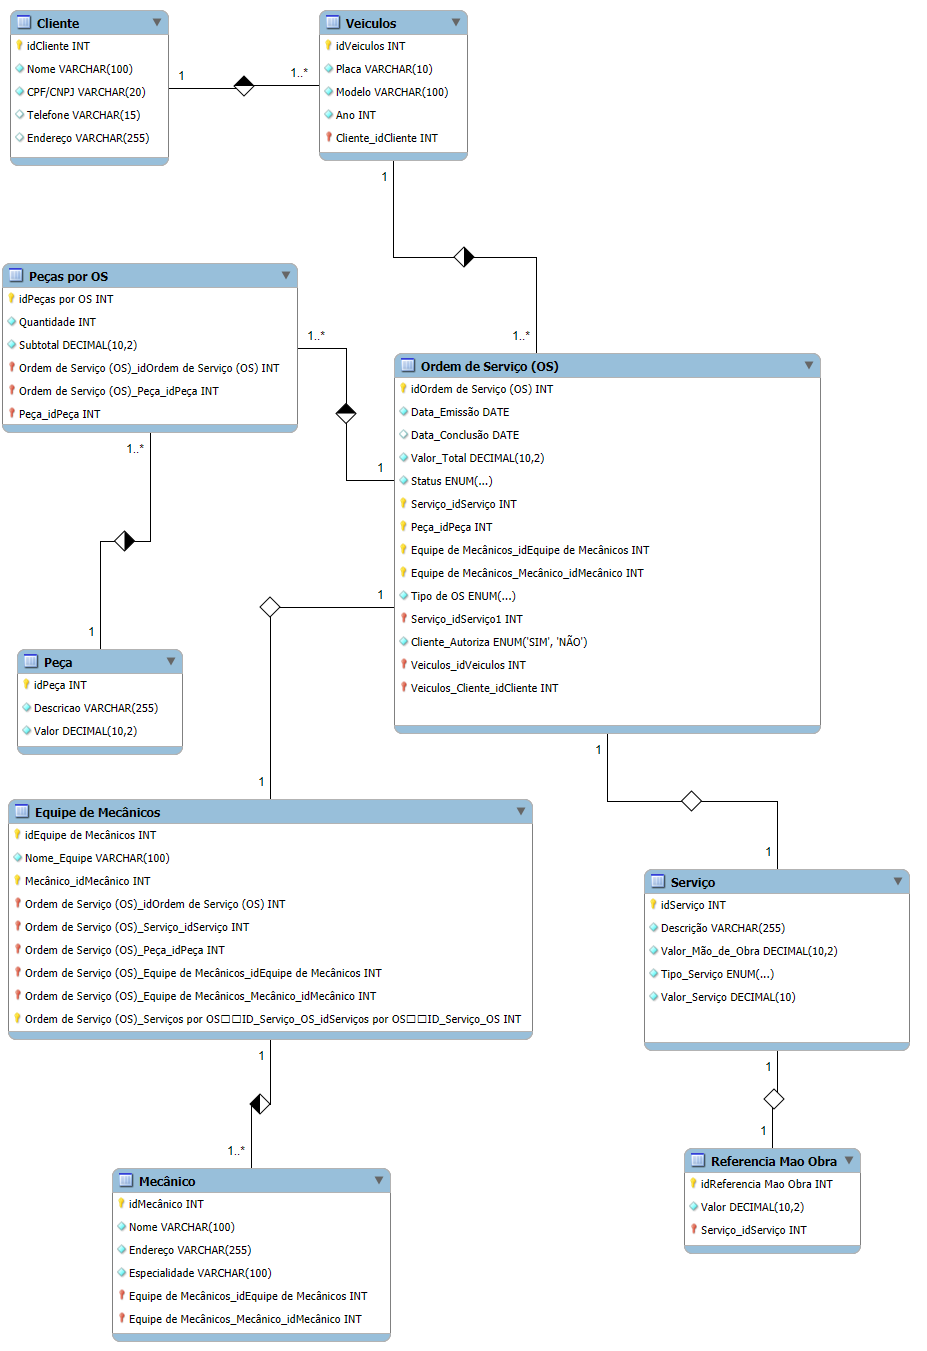 Cliente
idCliente INT
Nome VARCHAR(100)
CPF/CNPJ VARCHAR(20)
Telefone VARCHAR(15)
Endereço VARCHAR(255)
1
1..*
Veiculos
idVeiculos INT
Placa VARCHAR(10)
Modelo VARCHAR(100)
Ano INT
Cliente_idCliente INT
1
1..*
Peças por OS
idPeças por OS INT
Quantidade INT
Subtotal DECIMAL(10,2)
Ordem de Serviço (OS)_idOrdem de Serviço (OS) INT
Ordem de Serviço (OS)_Peça_idPeça INT
Peça_idPeça INT
1..*
1
1..*
1
Ordem de Serviço (OS)
idOrdem de Serviço (OS) INT
Data_Emissão DATE
Data_Conclusão DATE
Valor_Total DECIMAL(10,2)
Status ENUM(...)
Serviço_idServiço INT
Peça_idPeça INT
Equipe de Mecânicos_idEquipe de Mecânicos INT
Equipe de Mecânicos_Mecânico_idMecânico INT
Tipo de OS ENUM(...)
Serviço_idServiço1 INT
Cliente_Autoriza ENUM('SIM', 'NÃO')
Veiculos_idVeiculos INT
Veiculos_Cliente_idCliente INT
Peça
idPeça INT
Descricao VARCHAR(255)
Valor DECIMAL(10,2)
1
1
1
1
Equipe de Mecânicos
idEquipe de Mecânicos INT
Nome_Equipe VARCHAR(100)
Mecânico_idMecânico INT
Ordem de Serviço (OS)_idOrdem de Serviço (OS) INT
Ordem de Serviço (OS)_Serviço_idServiço INT
Ordem de Serviço (OS)_Peça_idPeça INT
Ordem de Serviço (OS)_Equipe de Mecânicos_idEquipe de Mecânicos INT
Ordem de Serviço (OS)_Equipe de Mecânicos_Mecânico_idMecânico INT
Ordem de Serviço (OS)_Serviços por OS□□ID_Serviço_OS_idServiços por OS□□ID_Serviço_OS INT
Serviço
idServiço INT
Descrição VARCHAR(255)
Valor_Mão_de_Obra DECIMAL(10,2)
Tipo_Serviço ENUM(...)
Valor_Serviço DECIMAL(10)
1
1..*
1
1
Mecânico
idMecânico INT
Nome VARCHAR(100)
Endereço VARCHAR(255)
Especialidade VARCHAR(100)
Equipe de Mecânicos_idEquipe de Mecânicos INT
Equipe de Mecânicos_Mecânico_idMecânico INT
Referencia Mao Obra
idReferencia Mao Obra INT
Valor DECIMAL(10,2)
Serviço_idServiço INT